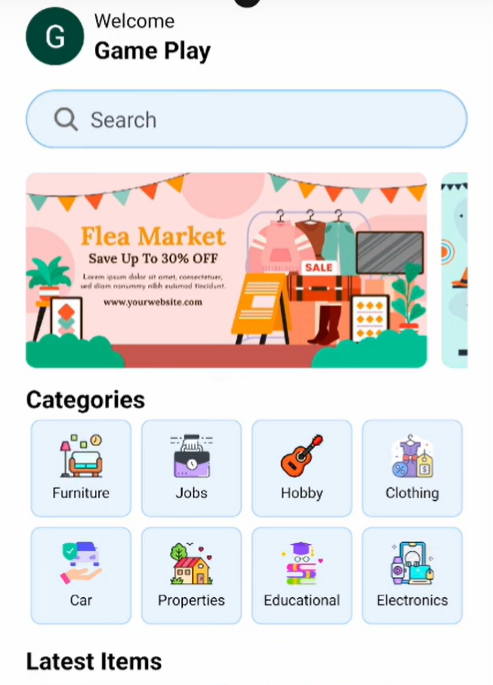 G
Welcome
Game Play
Search
Flea Market
Save Up To 30% OFF
Lorem ipsum dolor sit amet, consectetuer,
sed diam nonummy nibh euismod tincidunt.
www.yourwebsite.com
SALE
Categories
Furniture
Jobs
Hobby
Clothing
Car
Properties
Educational
Electronics
Latest Items